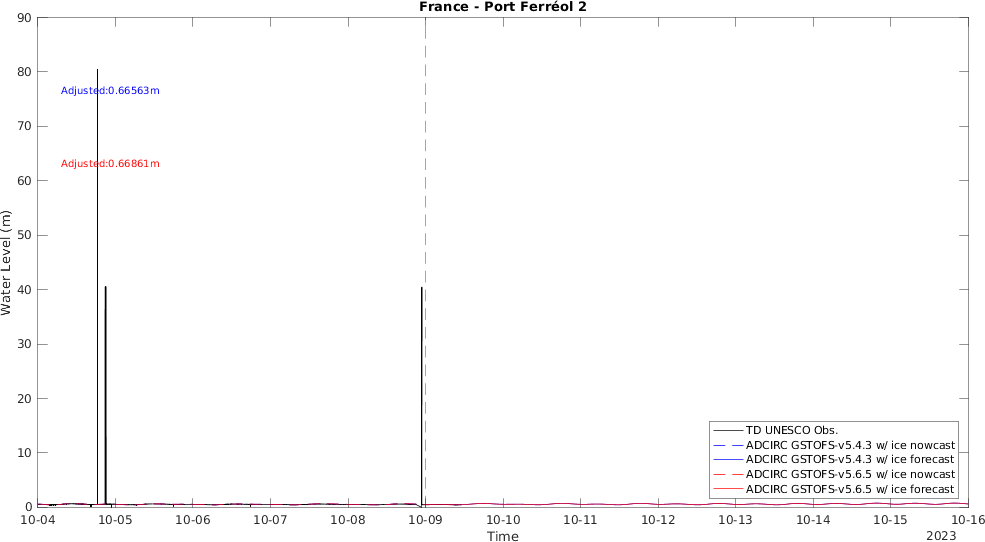 France - Port Ferréol 2
90
80
70
60
50
40
30
20
10
0
Water Level (m)
Adjusted:0.66563m
Adjusted:0.66861m
TD UNESCO Obs.
ADCIRC GSTOFS-v5.4.3 w/ ice nowcast
ADCIRC GSTOFS-v5.4.3 w/ ice forecast
ADCIRC GSTOFS-v5.6.5 w/ ice nowcast
ADCIRC GSTOFS-v5.6.5 w/ ice forecast
10-04 10-05 10-06 10-07 10-08 10-09 10-10 10-11 10-12 10-13 10-14 10-15 10-16
Time
2023